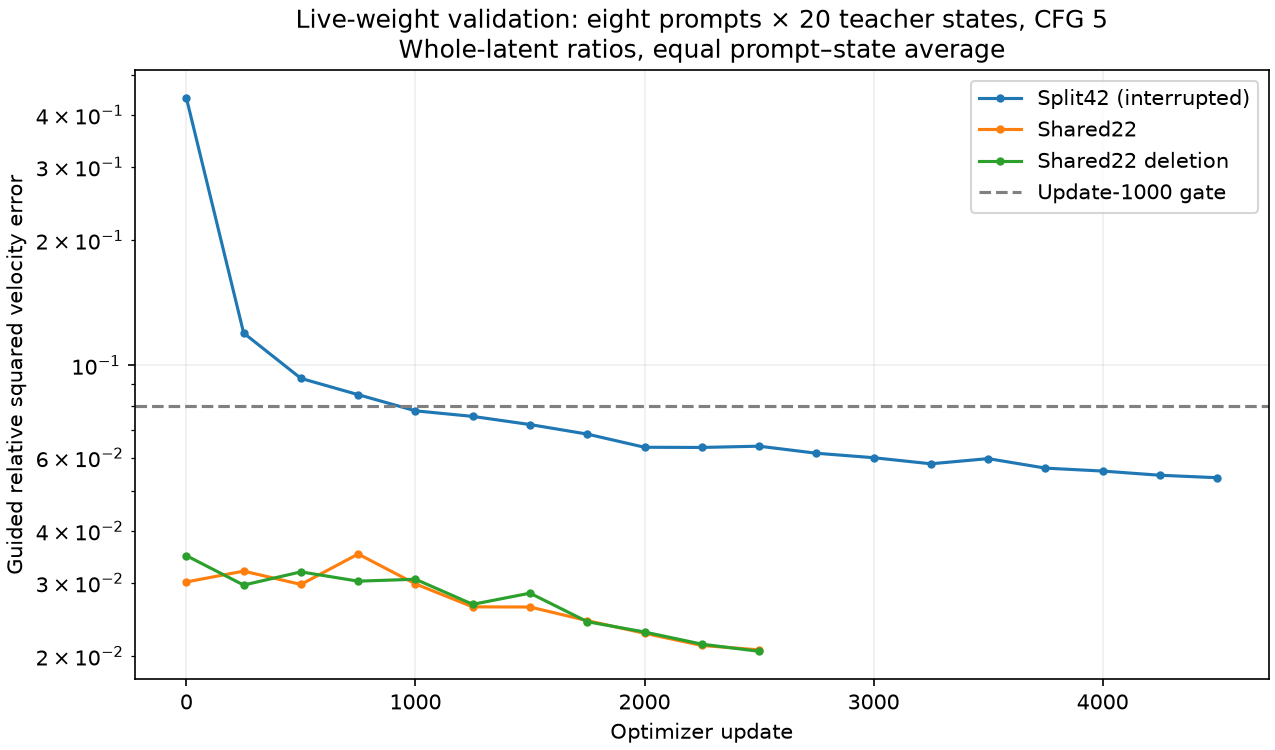 Live-weight validation: eight prompts × 20 teacher states, CFG 5
Whole-latent ratios, equal prompt–state average
Guided relative squared velocity error
4 × 10⁻¹
3 × 10⁻¹
2 × 10⁻¹
10⁻¹
6 × 10⁻²
4 × 10⁻²
3 × 10⁻²
2 × 10⁻²
Split42 (interrupted)
Shared22
Shared22 deletion
Update-1000 gate
0 1000 2000 3000 4000
Optimizer update